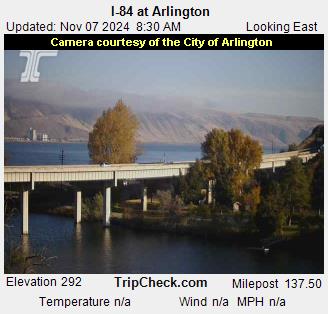 I-84 at Arlington
Updated: Nov 07 2024 8:30 AM Looking East
Camera courtesy of the City of Arlington
Elevation 292 TripCheck.com Milepost 137.50
Temperature n/a Wind n/a MPH n/a